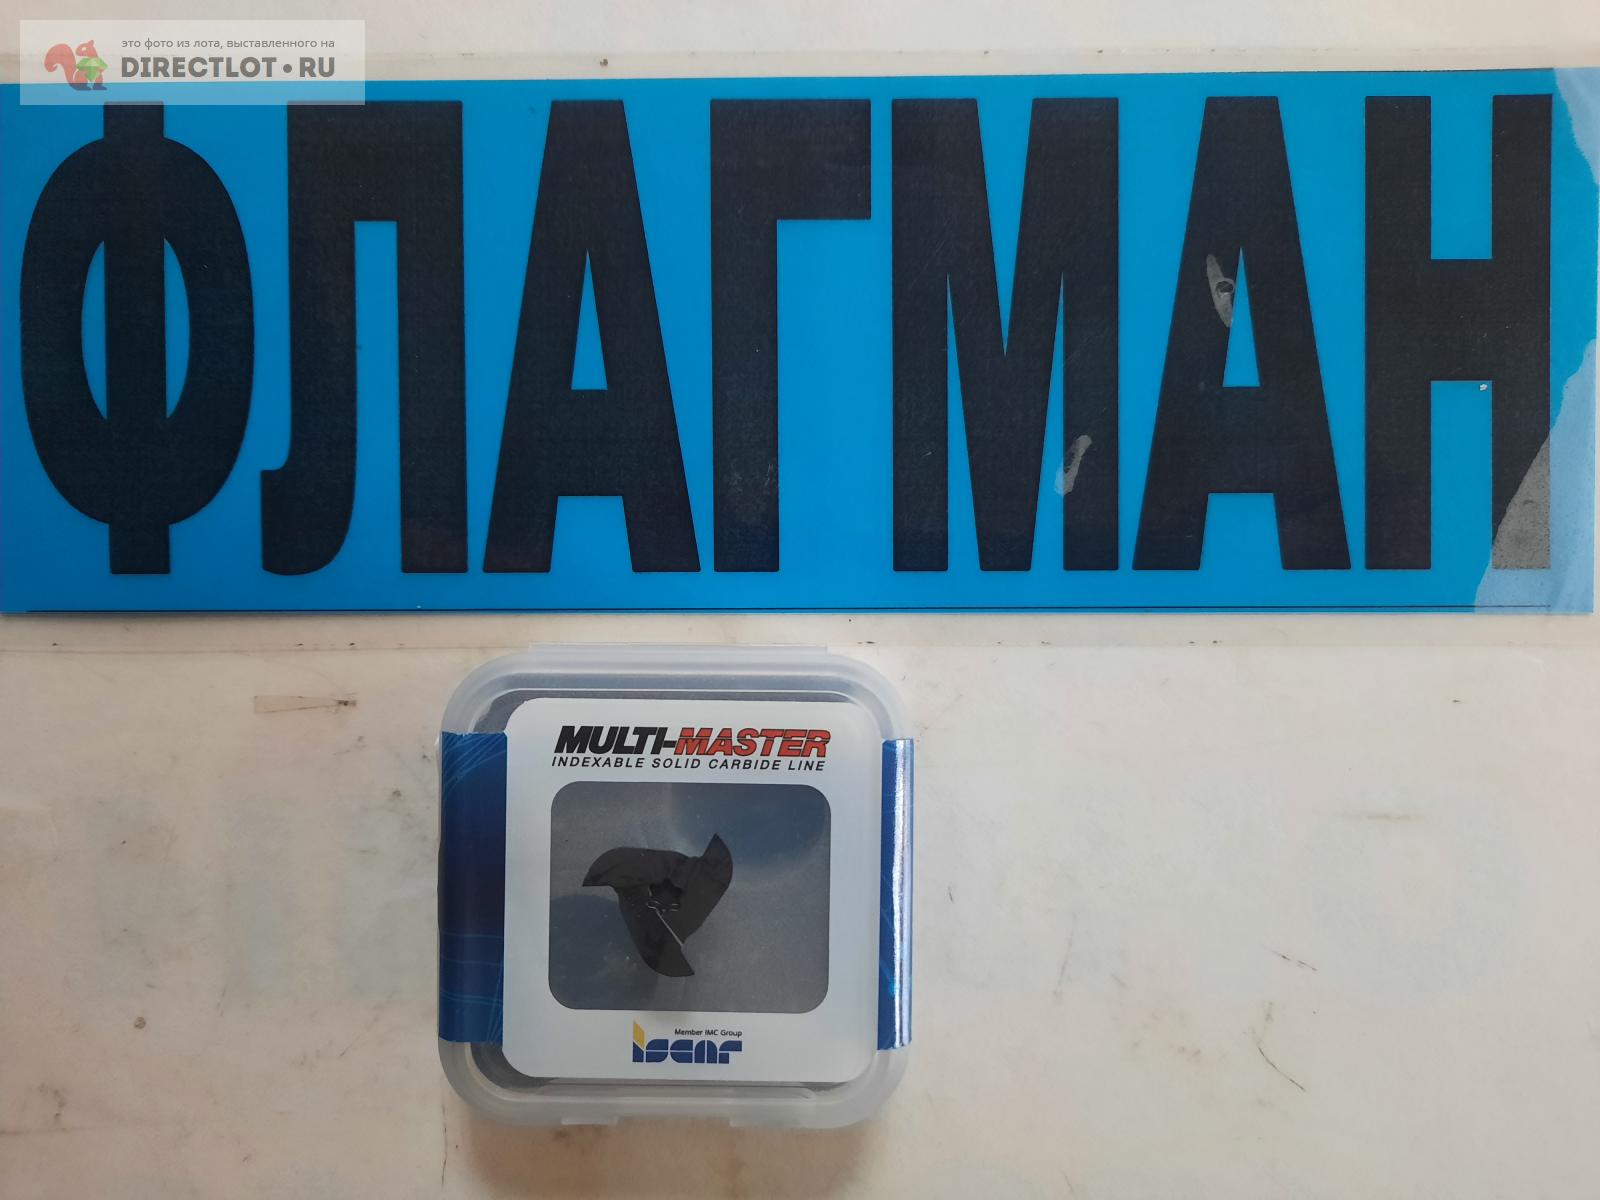 это фото из лота, выставленного на
DIRECTLOT.RU
ФЛАГМАН
MULTI-MASTER
INDEXABLE SOLID CARBIDE LINE
Member IMC Group
iscar